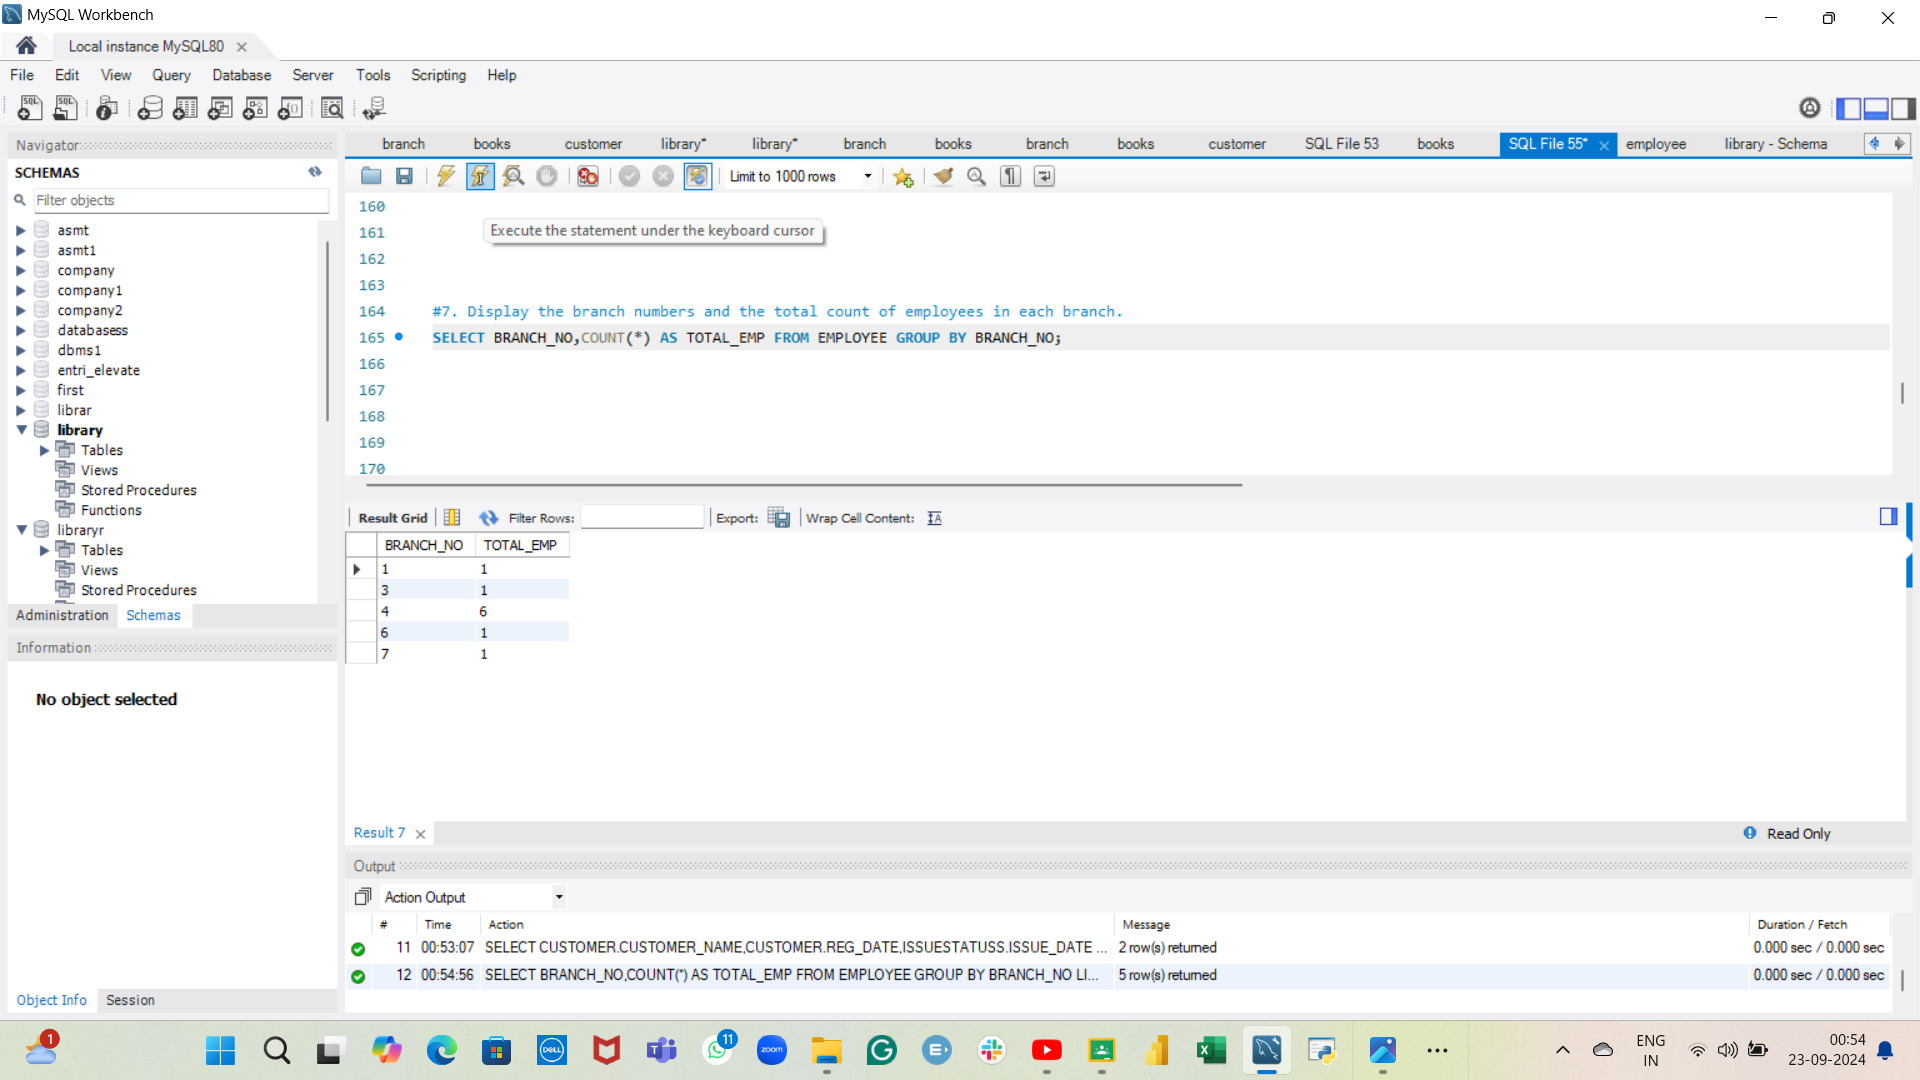 MySQL Workbench
Local instance MySQL80
File Edit View Query Database Server Tools Scripting Help
Navigator
SCHEMAS
Filter objects
asmt
asmt1
company
company1
company2
databasess
dbms1
entri_elevate
first
librar
library
Tables
Views
Stored Procedures
Functions
libraryr
Tables
Views
Stored Procedures
Administration Schemas
Information
No object selected
Object Info Session
branch books customer library* library* branch books branch books customer SQL File 53 books SQL File 55* employee library - Schema
Limit to 1000 rows
160
161
Execute the statement under the keyboard cursor
162
163
164 #7. Display the branch numbers and the total count of employees in each branch.
165 SELECT BRANCH_NO,COUNT(*) AS TOTAL_EMP FROM EMPLOYEE GROUP BY BRANCH_NO;
166
167
168
169
170
Result Grid Filter Rows: Export: Wrap Cell Content:
BRANCH_NO TOTAL_EMP
1 1
3 1
4 6
6 1
7 1
Result 7 Read Only
Output
Action Output
# Time Action Message Duration / Fetch
11 00:53:07 SELECT CUSTOMER.CUSTOMER_NAME,CUSTOMER.REG_DATE,ISSUESTATUSS.ISSUE_DATE ... 2 row(s) returned 0.000 sec / 0.000 sec
12 00:54:56 SELECT BRANCH_NO,COUNT(*) AS TOTAL_EMP FROM EMPLOYEE GROUP BY BRANCH_NO LI... 5 row(s) returned 0.000 sec / 0.000 sec
1
DELL
11
zoom
ENG
IN
00:54
23-09-2024